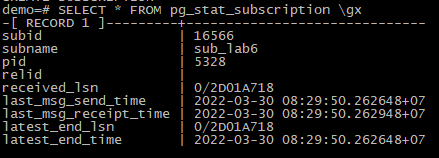 demo=# SELECT * FROM pg_stat_subscription \gx
-[ RECORD 1 ]---------+------------------------------
subid                 | 16566
subname               | sub_lab6
pid                   | 5328
relid                 |
received_lsn          | 0/2D01A718
last_msg_send_time    | 2022-03-30 08:29:50.262648+07
last_msg_receipt_time | 2022-03-30 08:29:50.262948+07
latest_end_lsn        | 0/2D01A718
latest_end_time       | 2022-03-30 08:29:50.262648+07